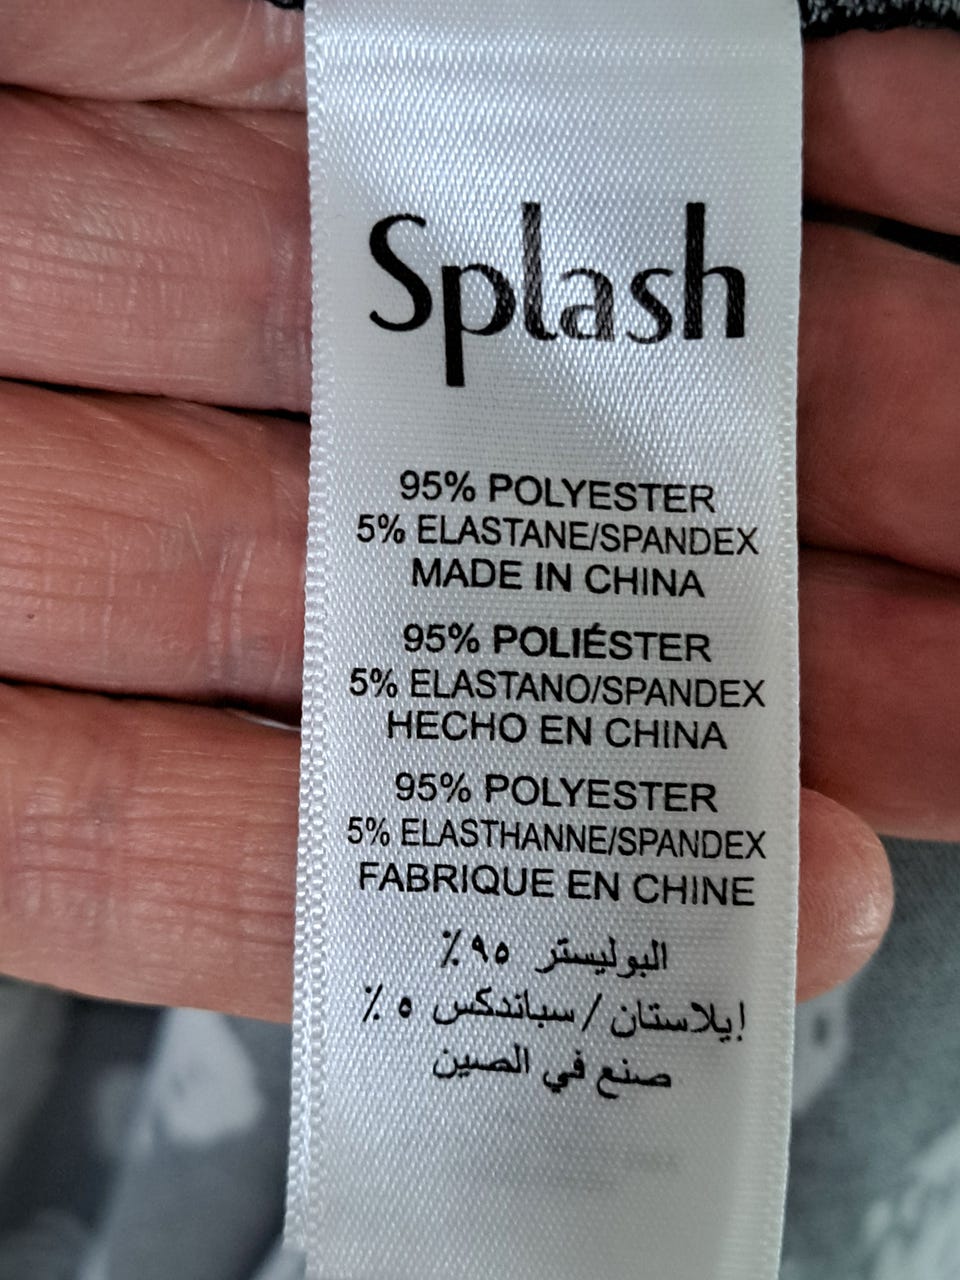 Splash
95% POLYESTER
5% ELASTANE/SPANDEX
MADE IN CHINA
95% POLIÉSTER
5% ELASTANO/SPANDEX
HECHO EN CHINA
95% POLYESTER
5% ELASTHANNE/SPANDEX
FABRIQUE EN CHINE
البوليستر ٩٥٪
إيلاستان / سباندكس ٥ ٪
صنع في الصين